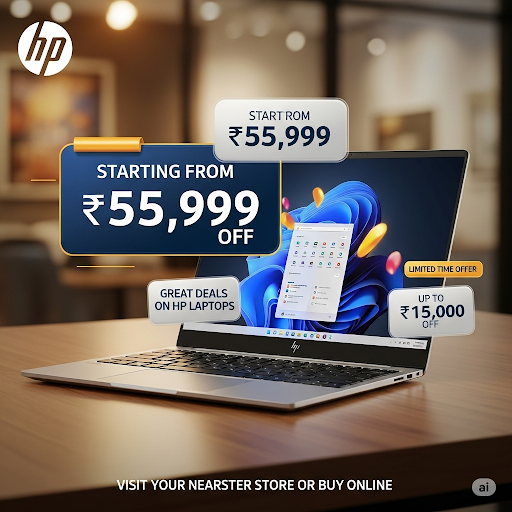 hp
START ROM
₹55,999
STARTING FROM
₹55,999
OFF
LIMITED TIME OFFER
GREAT DEALS
ON HP LAPTOPS
UP TO
₹15,000
OFF
hp
VISIT YOUR NEARSTER STORE OR BUY ONLINE
ai